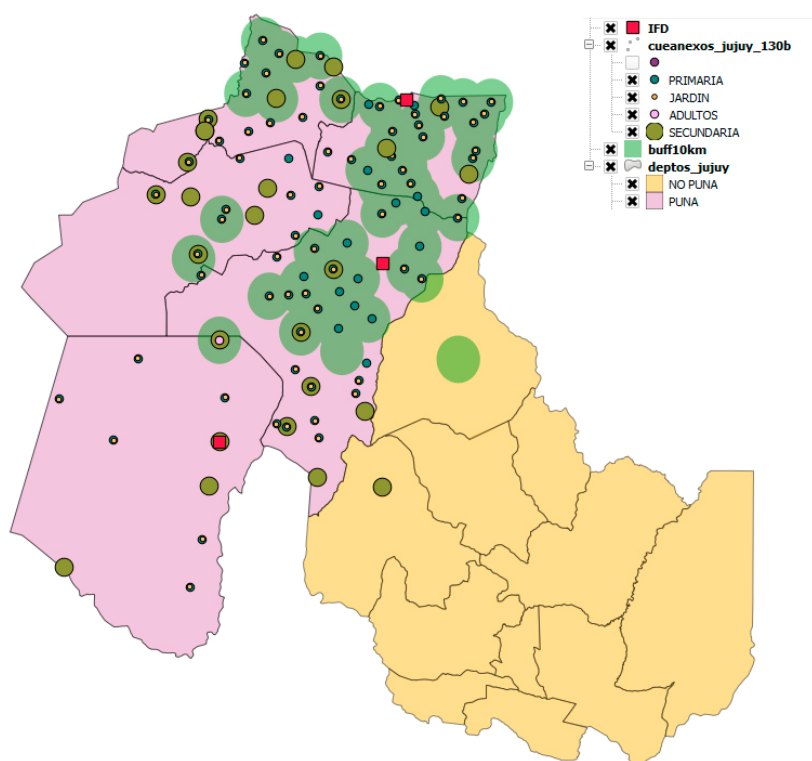 IFD
cueanexos_jujuy_130b
PRIMARIA
JARDIN
ADULTOS
SECUNDARIA
buff10km
deptos_jujuy
NO PUNA
PUNA